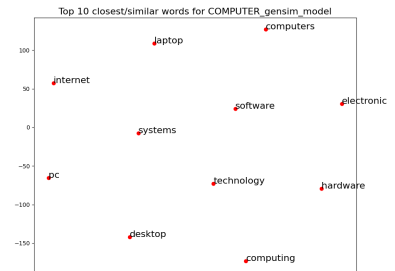 Top 10 closest/similar words for COMPUTER_gensim_model
computers
laptop
100
internet
electronic
50
software
systems
0
−50
pc
technology
hardware
−100
desktop
−150
computing